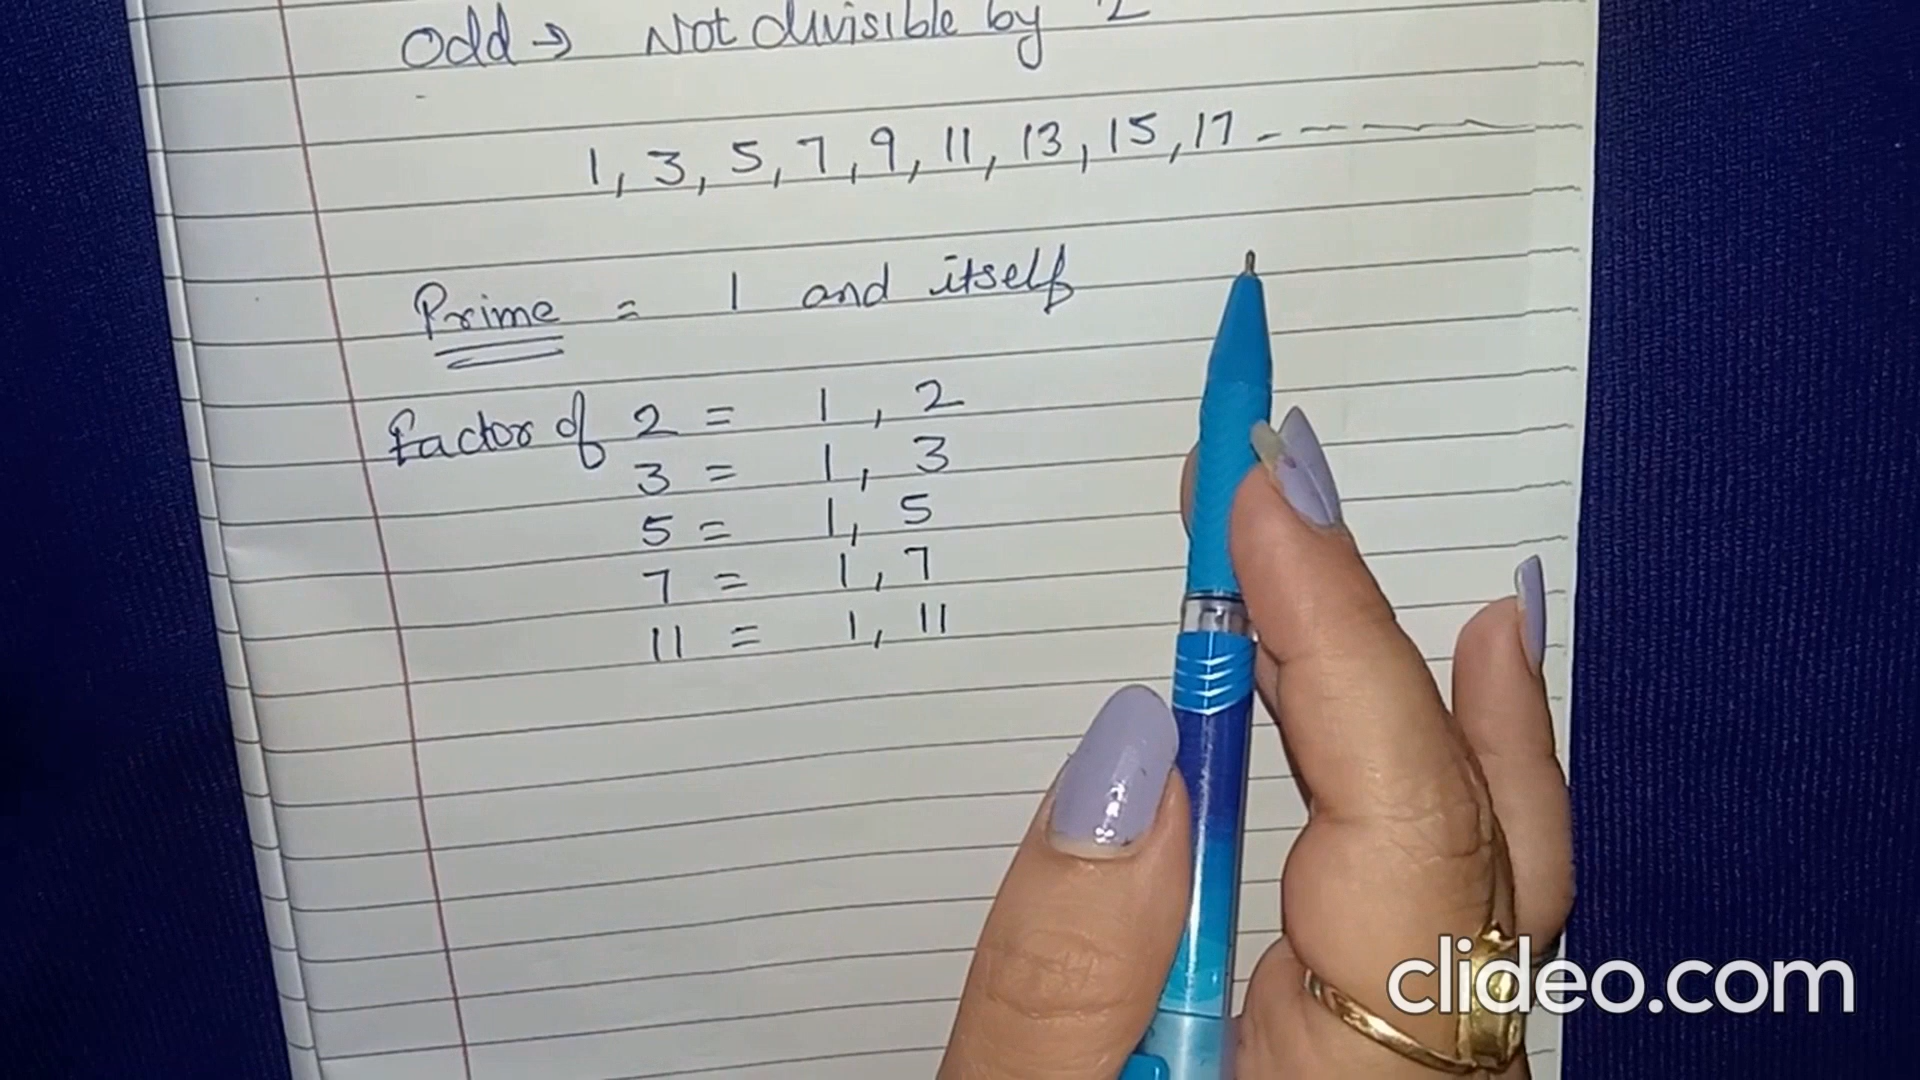 Odd → Not divisible by 2
1, 3, 5, 7, 9, 11, 13, 15, 17 - - - - -
Prime = 1 and itself
factor of 2 = 1, 2
3 = 1, 3
5 = 1, 5
7 = 1, 7
11 = 1, 11
clideo.com